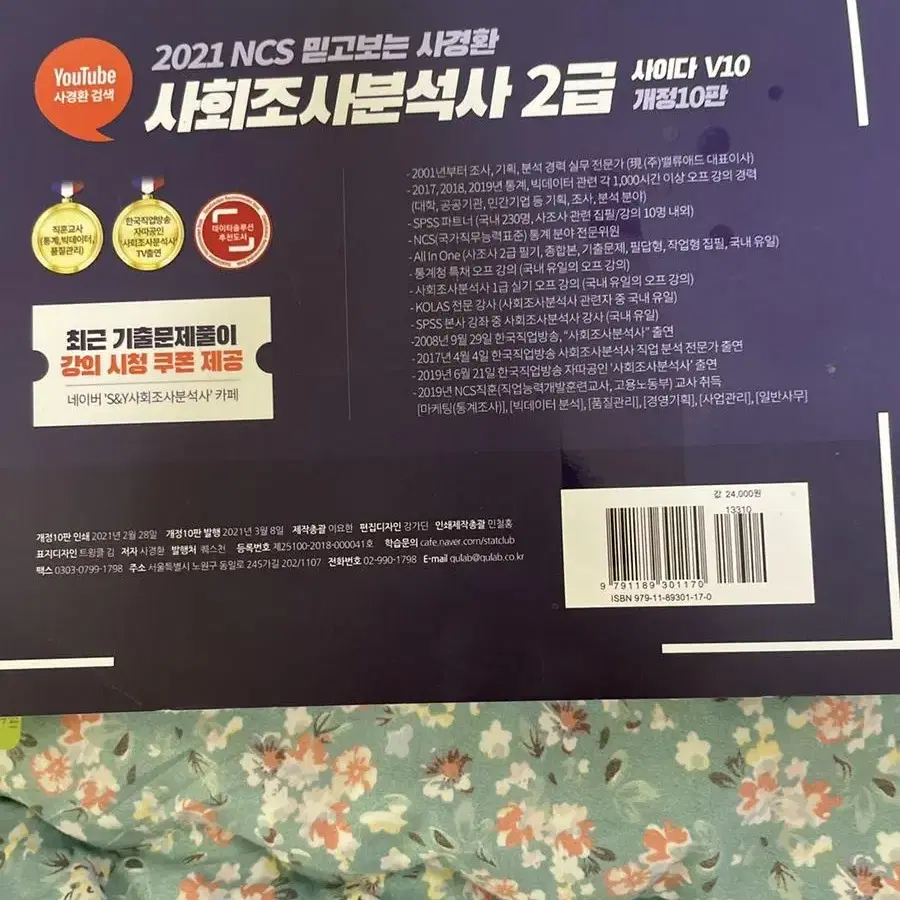 YouTube
사경환 검색
2021 NCS 믿고보는 사경환
사회조사분석사 2급 사이다 V10
개정10판
직훈교사
(통계,빅데이터,
품질관리)
한국직업방송
자따공인
'사회조사분석사'
TV출연
데이터솔루션
추천도서
최근 기출문제풀이
강의 시청 쿠폰 제공
네이버 'S&Y사회조사분석사' 카페
- 2001년부터 조사, 기획, 분석 경력 실무 전문가 (現 (주)밸류애드 대표이사)
- 2017, 2018, 2019년 통계, 빅데이터 관련 각 1,000시간 이상 오프 강의 경력
(대학, 공공기관, 민간기업 등 기획, 조사, 분석 분야)
- SPSS 파트너 (국내 230명, 사조사 관련 집필/강의 10명 내외)
- NCS(국가직무능력표준) 통계 분야 전문위원
- All In One (사조사 2급 필기, 종합본, 기출문제, 필답형, 작업형 집필, 국내 유일)
- 통계청 특채 오프 강의 (국내 유일의 오프 강의)
- 사회조사분석사 1급 실기 오프 강의 (국내 유일의 오프 강의)
- KOLAS 전문 강사 (사회조사분석사 관련자 중 국내 유일)
- SPSS 본사 강좌 중 사회조사분석사 강사 (국내 유일)
-2008년 9월 29일 한국직업방송, "사회조사분석사" 출연
- 2017년 4월 4일 한국직업방송 사회조사분석사 직업 분석 전문가 출연
- 2019년 6월 21일 한국직업방송 자따공인 '사회조사분석사' 출연
- 2019년 NCS직훈(직업능력개발훈련교사, 고용노동부) 교사 취득
[마케팅(통계조사)], [빅데이터 분석], [품질관리], [경영기획], [사업관리], [일반사무]
개정10판 인쇄 2021년 2월 28일 개정10판 발행 2021년 3월 8일 제작총괄 이요한 편집디자인 강가딘 인쇄제작총괄 민철홍
표지디자인 트윙클 김 저자 사경환 발행처 퀘스천 등록번호 제25100-2018-000041호 학습문의 cafe.naver.com/statclub
팩스 0303-0799-1798 주소 서울특별시 노원구 동일로 245가길 202/1107 전화번호 02-990-1798 E-mail qulab@qulab.co.kr
값 24,000원
13310
9 791189 301170
ISBN 979-11-89301-17-0